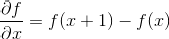 ∂f/∂x = f(x + 1) − f(x)